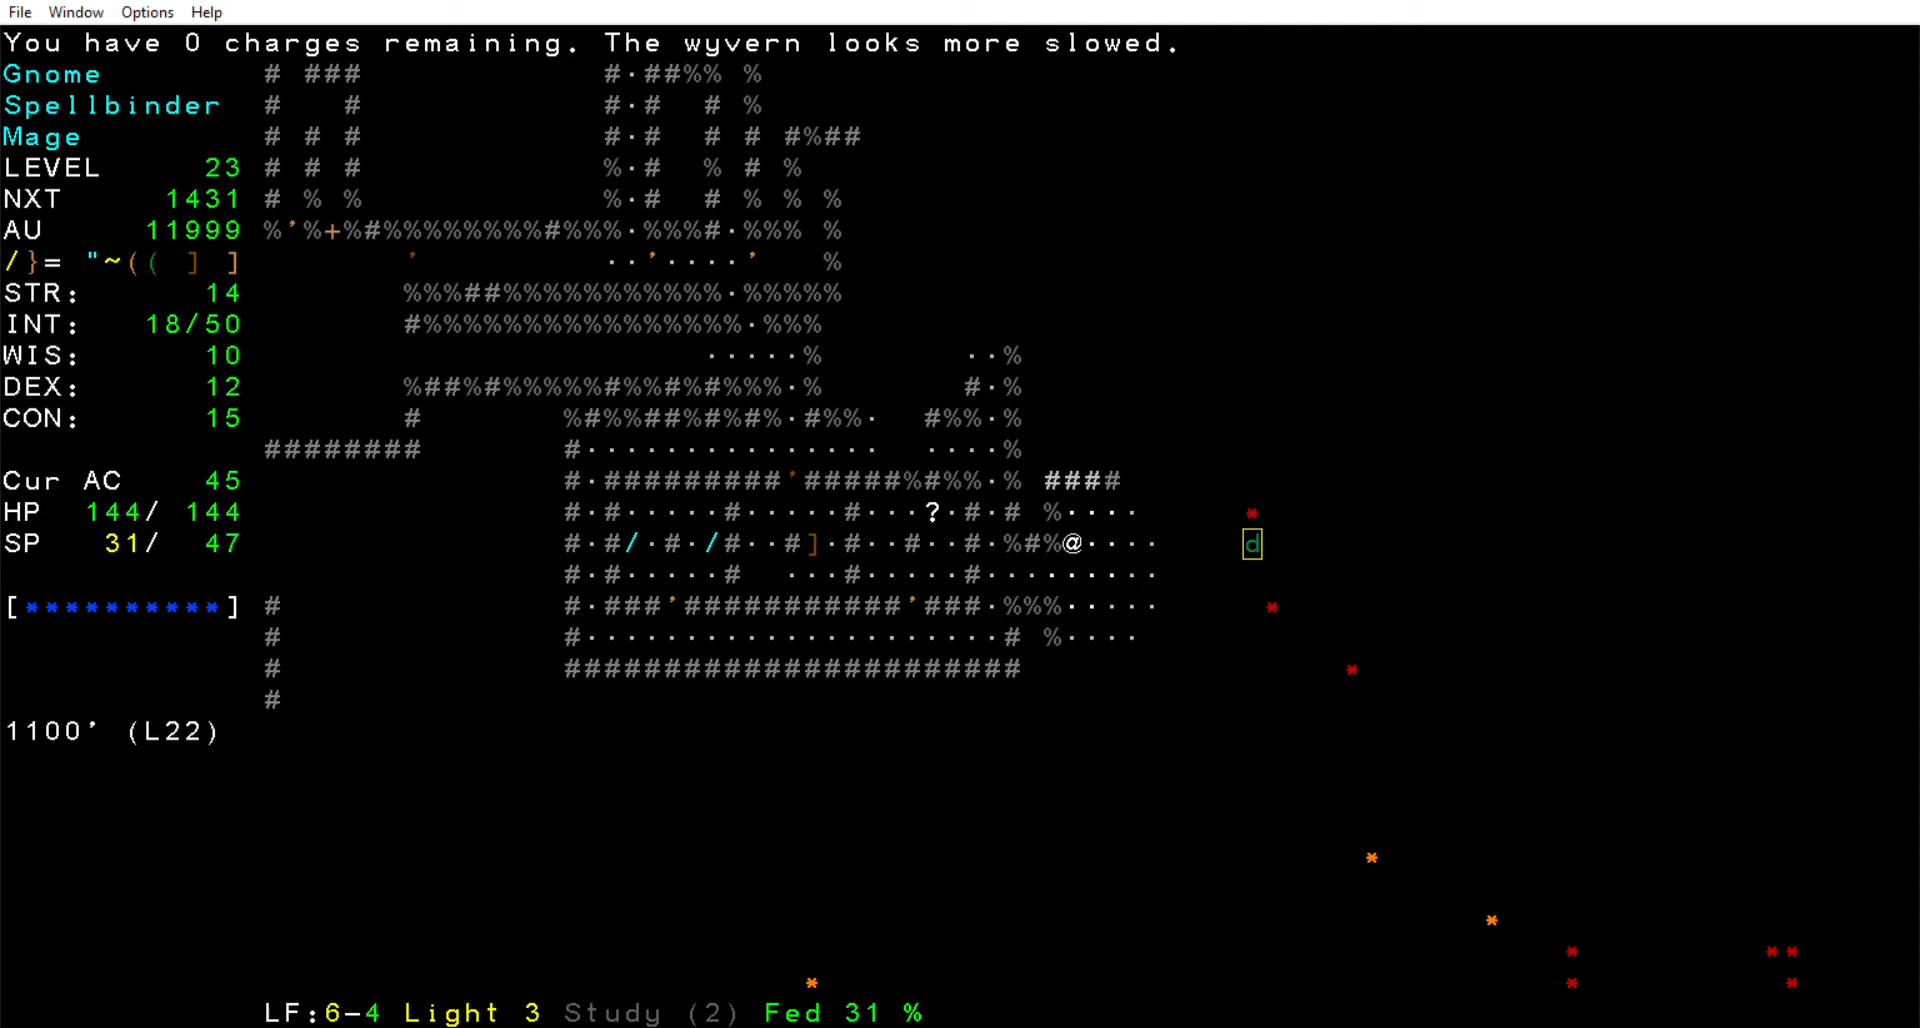 File Window Options Help
You have 0 charges remaining. The wyvern looks more slowed.
Gnome # ### #.##%% %
Spellbinder # # #.# # %
Mage # # # #.# # # #%##
LEVEL 23 # # # %.# % # %
NXT 1431 # % % %.# # % % %
AU 11999 %'%+%#%%%%%%%%#%%%.%%%#.%%% %
/}= "~(( ] ] ' ..'....' %
STR: 14 %%%##%%%%%%%%%%%.%%%%%
INT: 18/50 #%%%%%%%%%%%%%%%%.%%%
WIS: 10 .....% ..%
DEX: 12 %##%#%%%%%#%%#%#%%%.% #.%
CON: 15 # %#%%##%#%#%.#%%. #%%.%
######## #............... ....%
Cur AC 45 #.#########'#####%#%%.% ####
HP 144/ 144 #.#.....#.....#...?.#.# %.... *
SP 31/ 47 #.#/.#./#..#].#..#..#.%#%@.... d
#.#.....# ...#.....#.........
[**********] # #.###'###########'###.%%%..... *
# #.....................# %....
# ####################### *
#
1100' (L22)
*
*
* **
* * *
LF:6-4 Light 3 Study (2) Fed 31 %